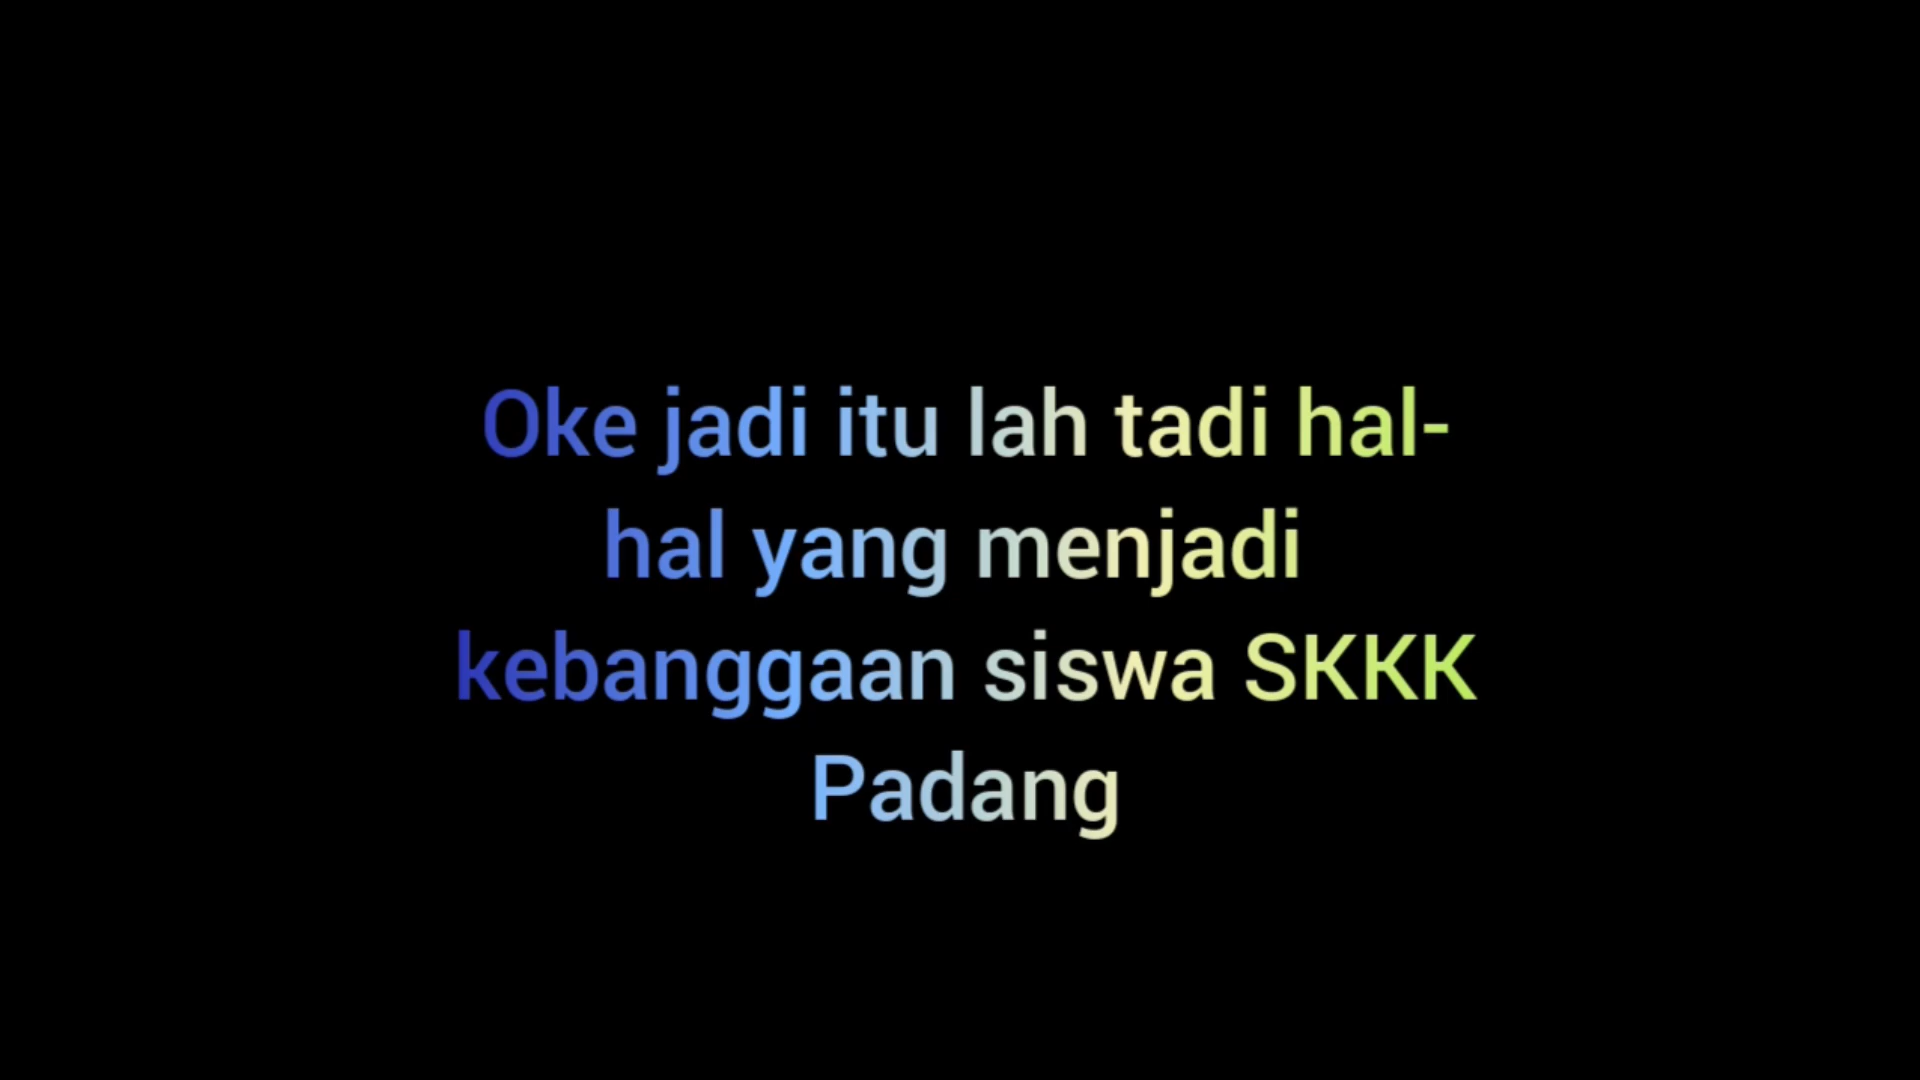 Oke jadi itu lah tadi hal-
hal yang menjadi
kebanggaan siswa SKKK
Padang